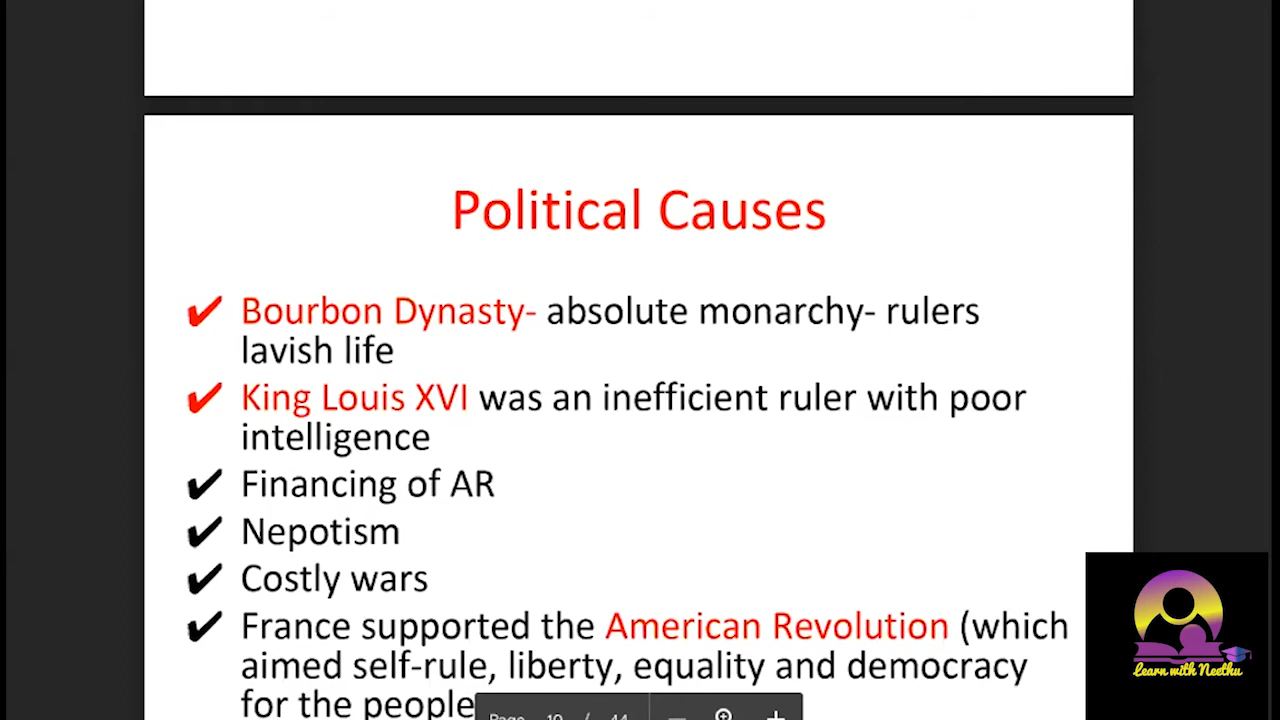 Political Causes
✔ Bourbon Dynasty- absolute monarchy- rulers
lavish life
✔ King Louis XVI was an inefficient ruler with poor
intelligence
✔ Financing of AR
✔ Nepotism
✔ Costly wars
✔ France supported the American Revolution (which
aimed self-rule, liberty, equality and democracy
for the people
Learn with Neethu
Page / 44